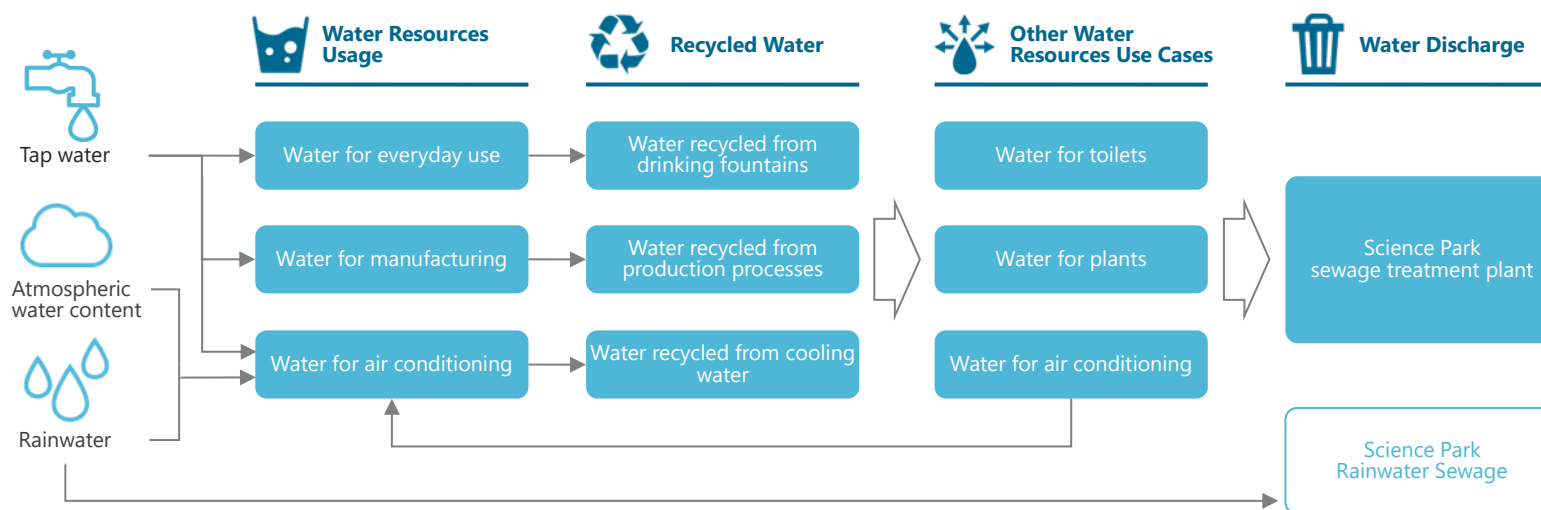 Water Resources
Usage
Recycled Water
Other Water
Resources Use Cases
Water Discharge
Tap water
Atmospheric
water content
Rainwater
Water for everyday use
Water recycled from
drinking fountains
Water for toilets
Water for manufacturing
Water recycled from
production processes
Water for plants
Water for air conditioning
Water recycled from cooling
water
Water for air conditioning
Science Park
sewage treatment plant
Science Park
Rainwater Sewage